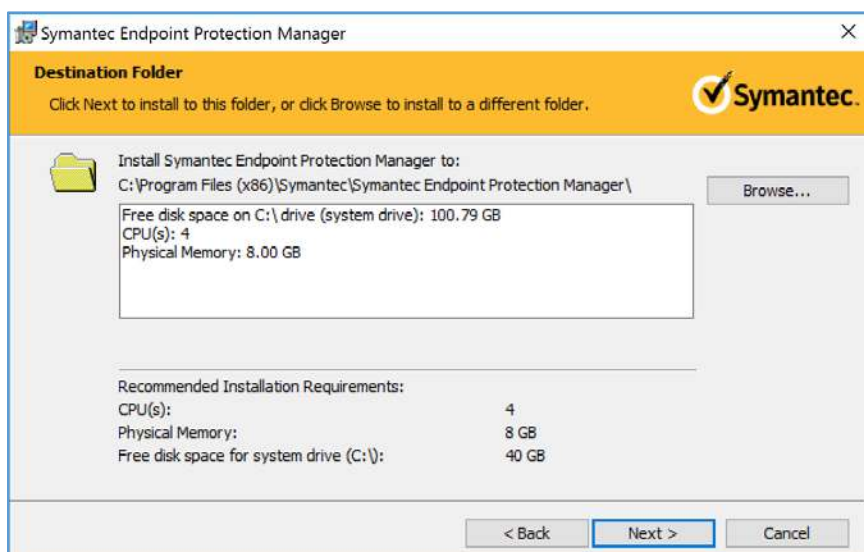 Symantec Endpoint Protection Manager
Destination Folder
Click Next to install to this folder, or click Browse to install to a different folder.
Symantec.
Install Symantec Endpoint Protection Manager to:
C:\Program Files (x86)\Symantec\Symantec Endpoint Protection Manager\
Browse...
Free disk space on C:\ drive (system drive): 100.79 GB
CPU(s): 4
Physical Memory: 8.00 GB
Recommended Installation Requirements:
CPU(s): 4
Physical Memory: 8 GB
Free disk space for system drive (C:\): 40 GB
< Back Next > Cancel